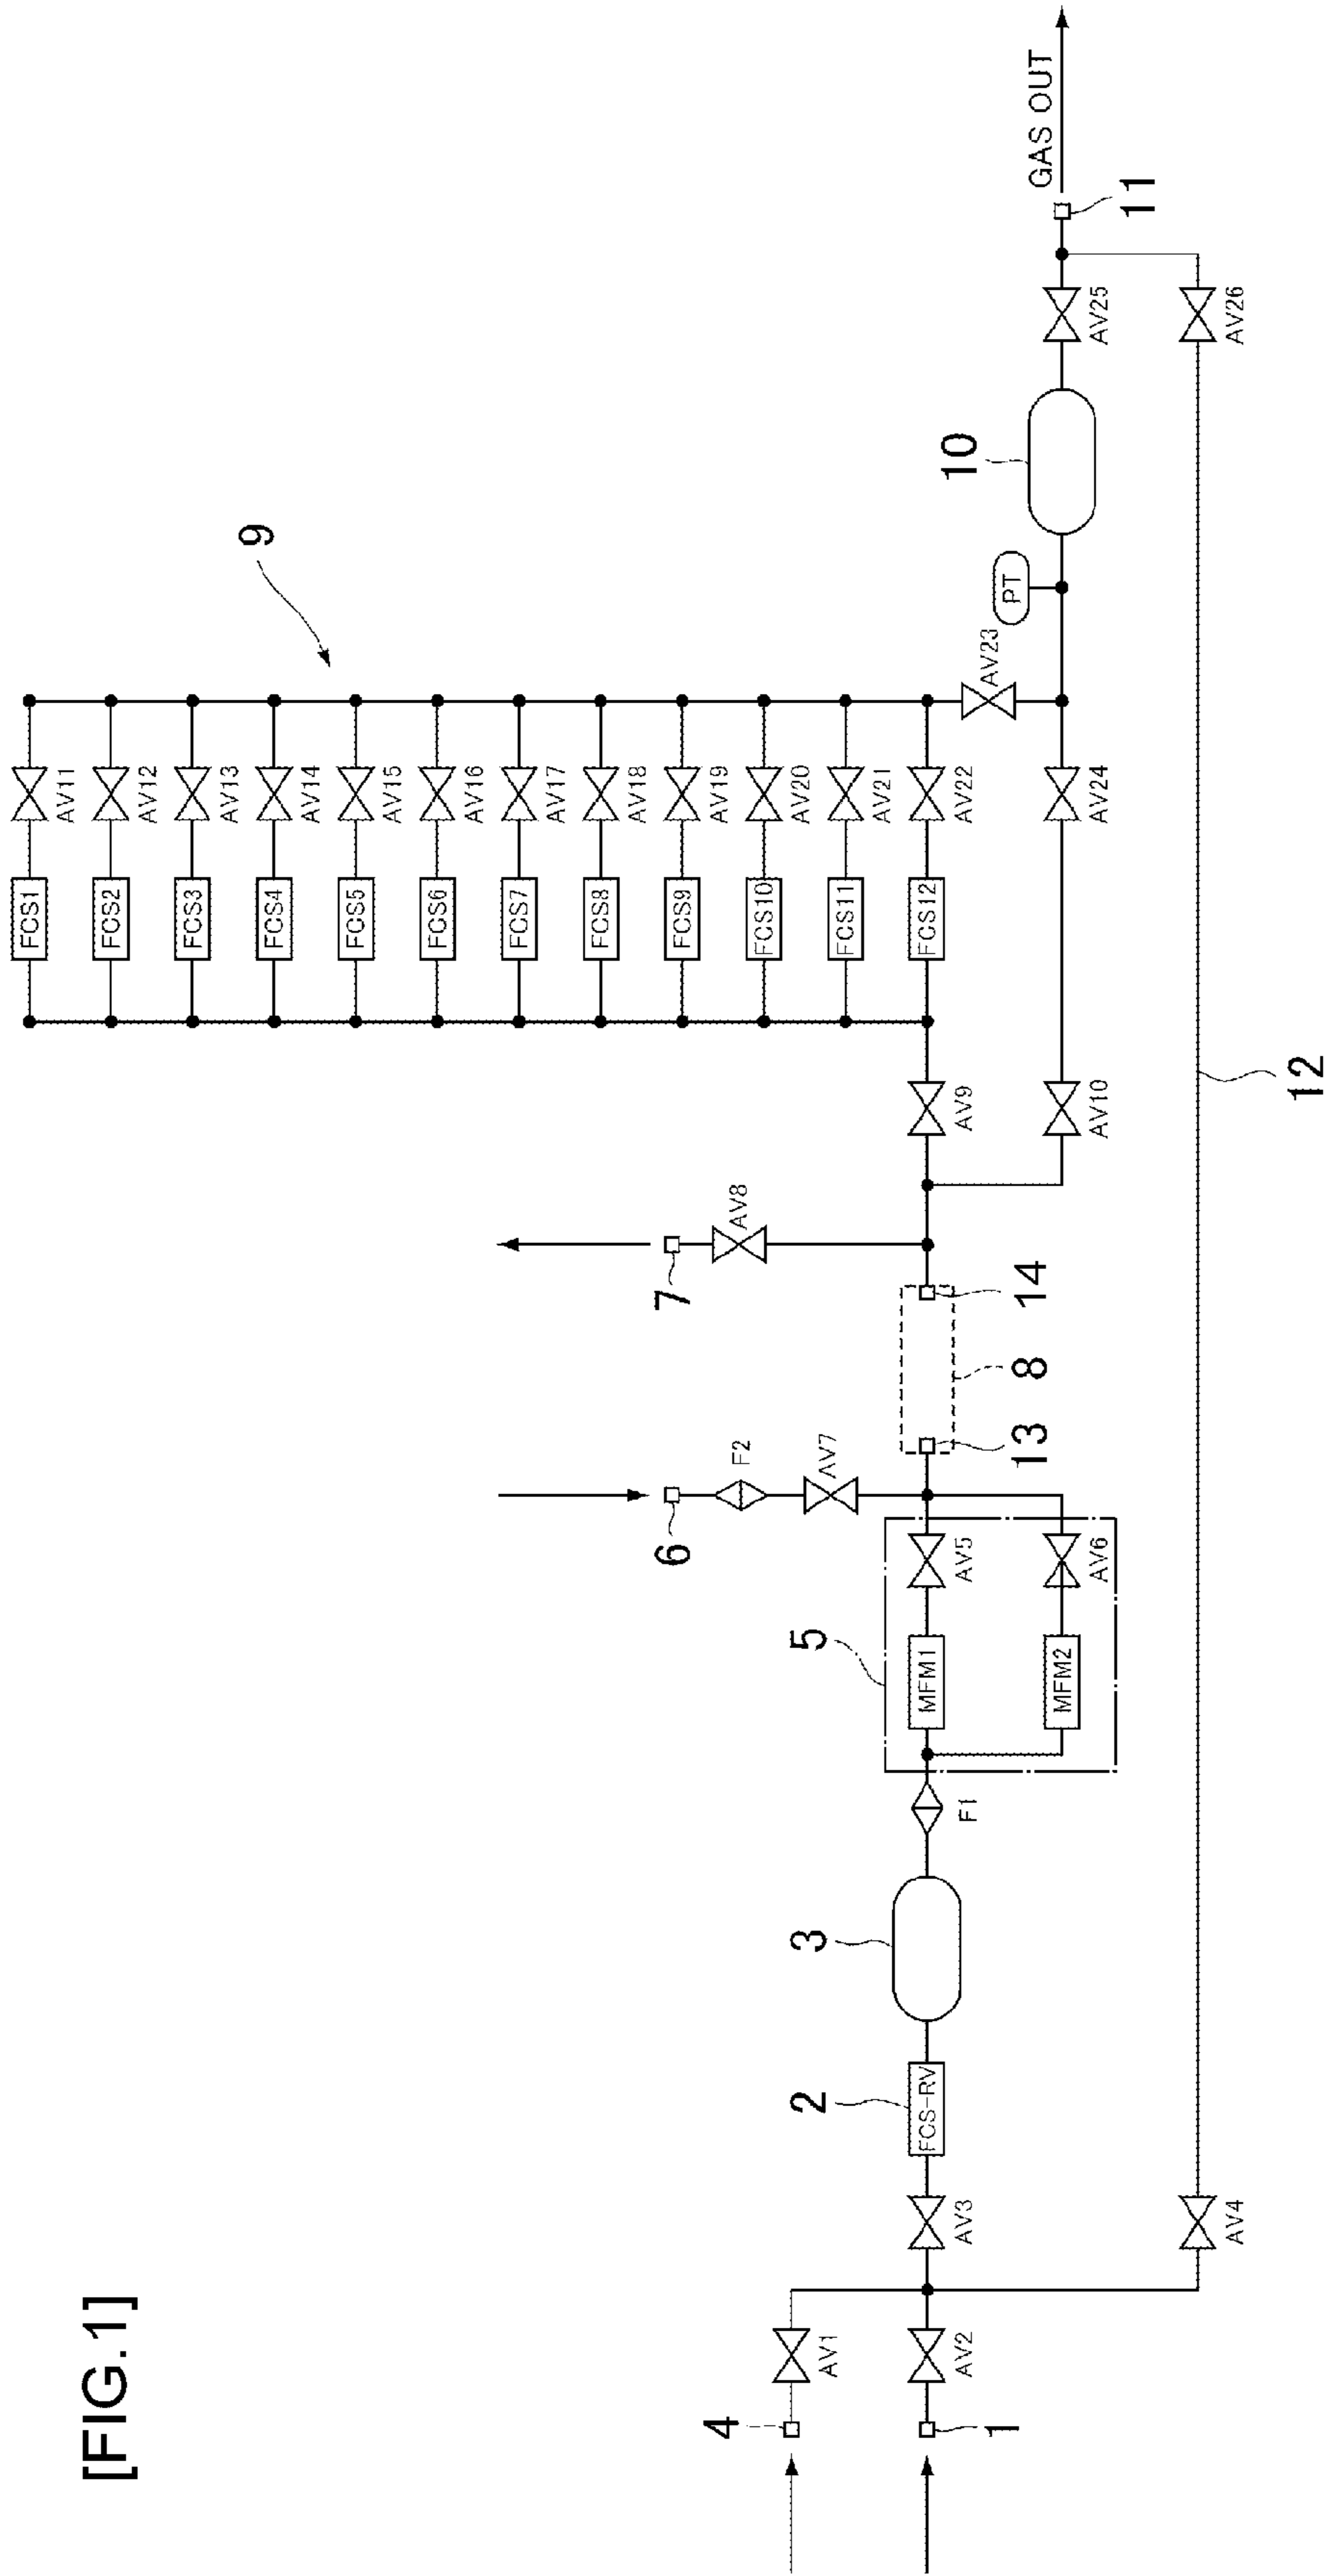 [FIG.1]
9
FCS1
AV11
FCS2
AV12
FCS3
AV13
FCS4
AV14
FCS5
AV15
FCS6
AV16
FCS7
AV17
FCS8
AV18
FCS9
AV19
FCS10
AV20
FCS11
AV21
FCS12
AV22
4
AV1
1
AV2
AV3
2
FCS-RV
3
F1
5
MFM1
AV5
MFM2
AV6
6
F2
AV7
13
8
14
7
AV8
AV9
AV10
AV24
AV23
PT
10
AV25
11
GAS OUT
AV4
12
AV26